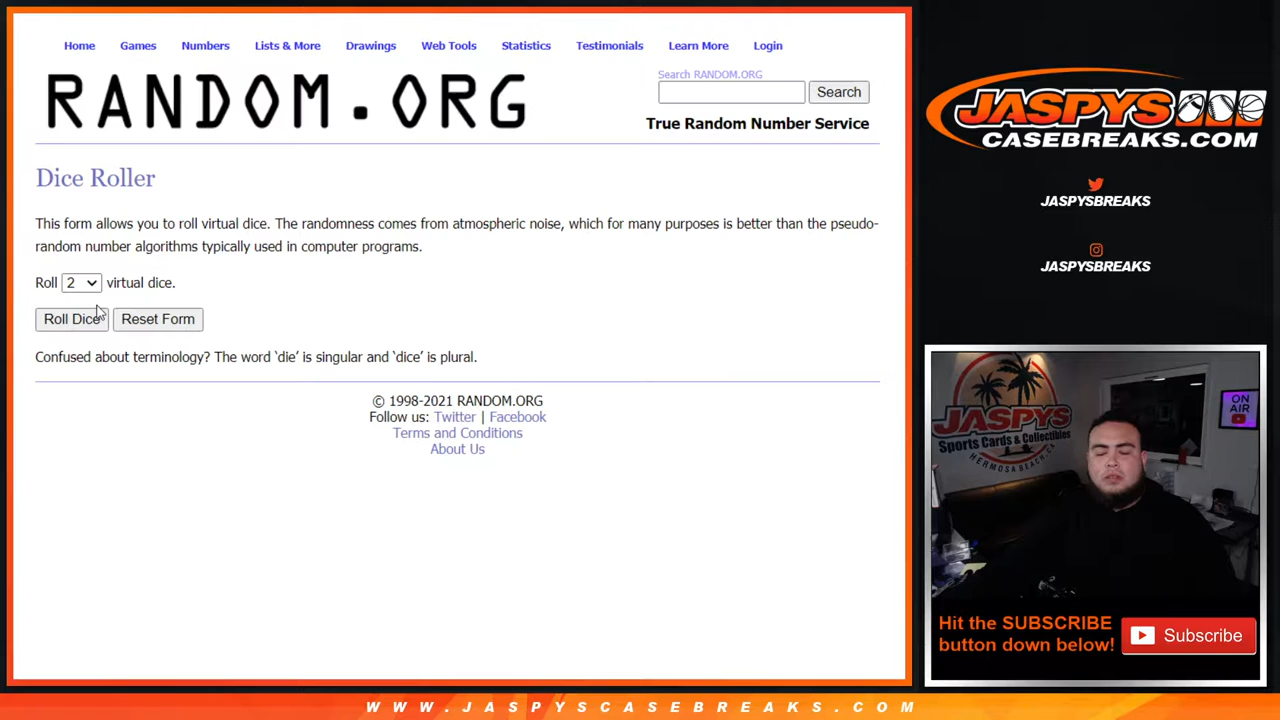 Home Games Numbers Lists & More Drawings Web Tools Statistics Testimonials Learn More Login
RANDOM.ORG
Search RANDOM.ORG
Search
True Random Number Service
Dice Roller
This form allows you to roll virtual dice. The randomness comes from atmospheric noise, which for many purposes is better than the pseudo-
random number algorithms typically used in computer programs.
Roll 2 virtual dice.
Roll Dice Reset Form
Confused about terminology? The word ‘die’ is singular and ‘dice’ is plural.
© 1998-2021 RANDOM.ORG
Follow us: Twitter | Facebook
Terms and Conditions
About Us
JASPYS
CASEBREAKS.COM
JASPYSBREAKS
JASPYSBREAKS
JASPYS
Sports Cards & Collectibles
HERMOSA BEACH, CA
ON
AIR
Hit the SUBSCRIBE
button down below!
Subscribe
WWW.JASPYSCASEBREAKS.COM